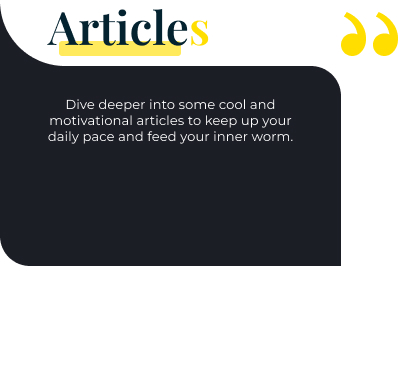 Articles
Dive deeper into some cool and
motivational articles to keep up your
daily pace and feed your inner worm.